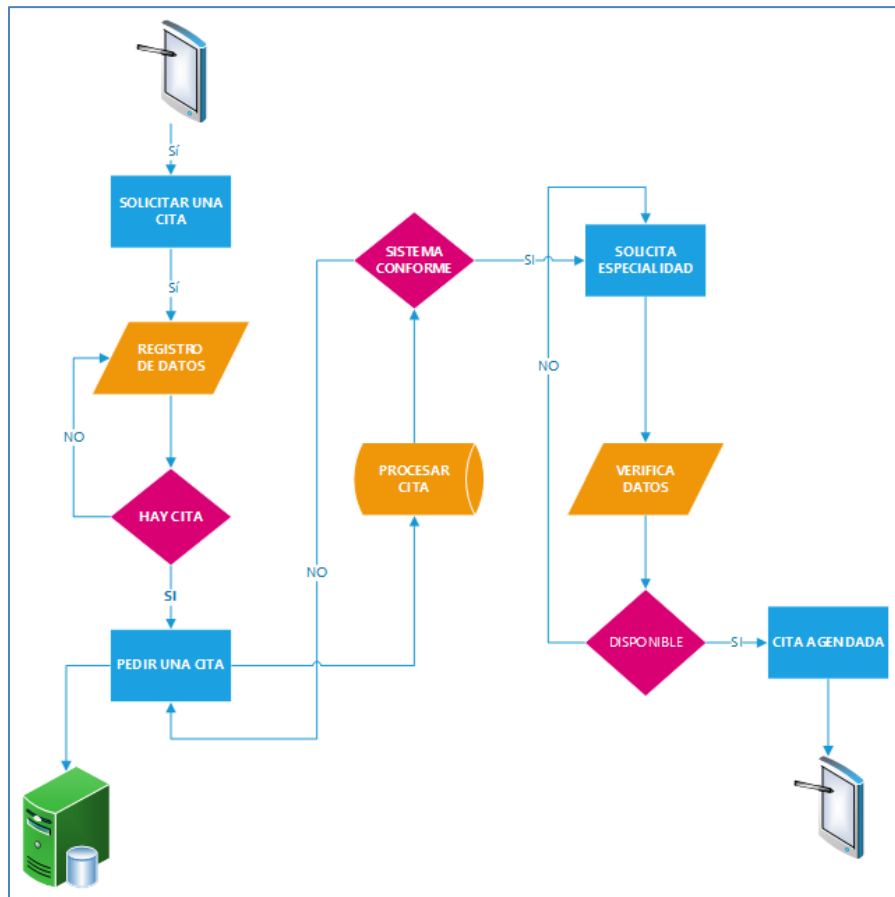 Sí
SOLICITAR UNA
CITA
Sí
REGISTRO
DE DATOS
NO
HAY CITA
SI
PEDIR UNA CITA
SISTEMA
CONFORME
SI
NO
PROCESAR
CITA
SOLICITA
ESPECIALIDAD
NO
VERIFICA
DATOS
DISPONIBLE
SI
CITA AGENDADA